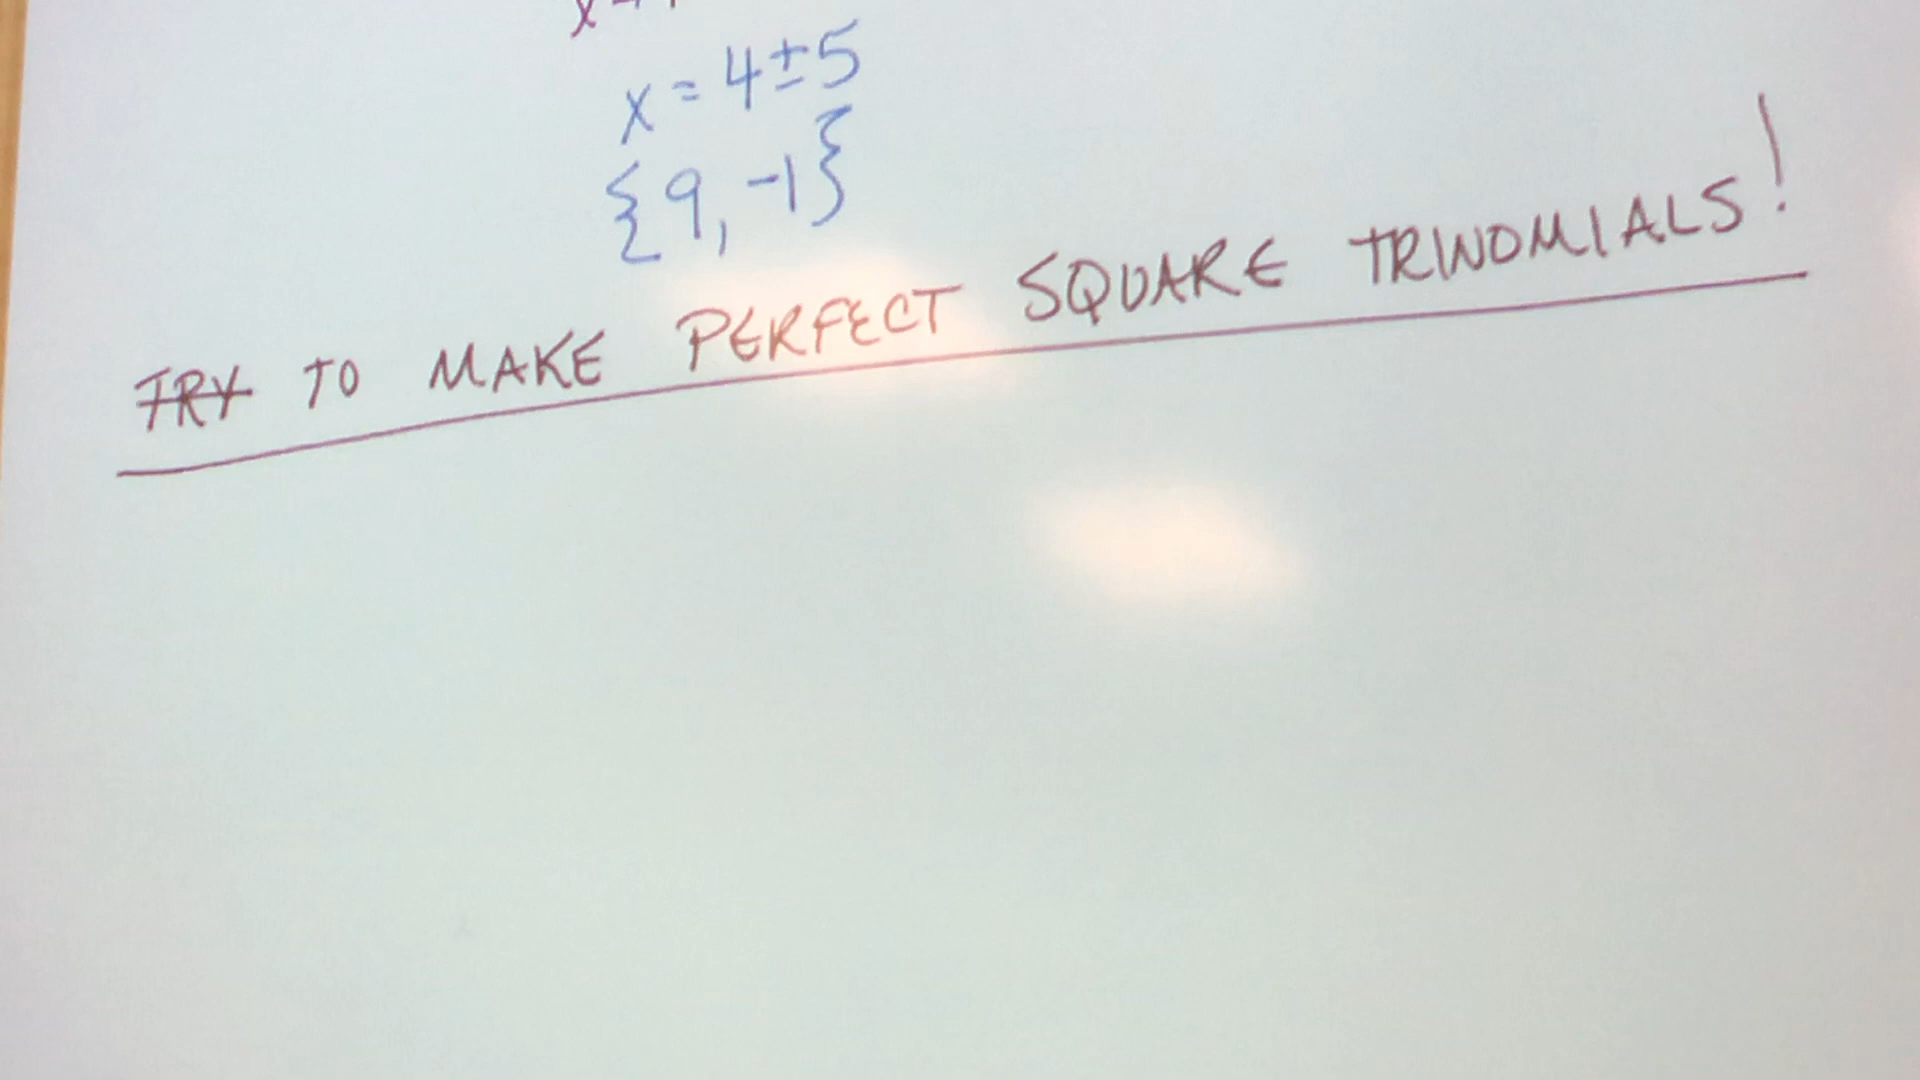 x = 4 ± 5
{9, -1}
TRY TO MAKE PERFECT SQUARE TRINOMIALS!